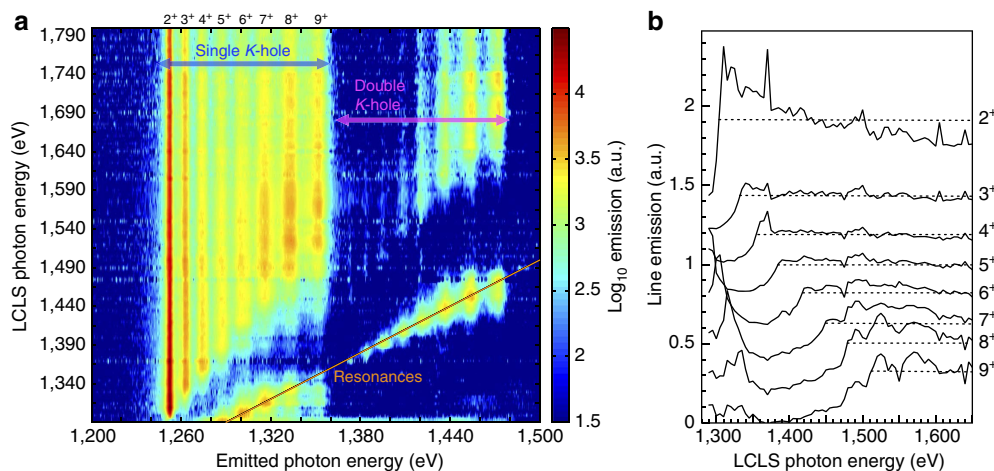 a
2+ 3+ 4+ 5+ 6+ 7+ 8+ 9+
1,790
1,740
1,690
1,640
1,590
1,540
1,490
1,440
1,390
1,340
LCLS photon energy (eV)
Single K-hole
Double
K-hole
Resonances
1,200 1,260 1,320 1,380 1,440 1,500
Emitted photon energy (eV)
4
3.5
3
2.5
2
1.5
Log10 emission (a.u.)
b
2
1.5
1
0.5
0
Line emission (a.u.)
2+
3+
4+
5+
6+
7+
8+
9+
1,300 1,400 1,500 1,600
LCLS photon energy (eV)